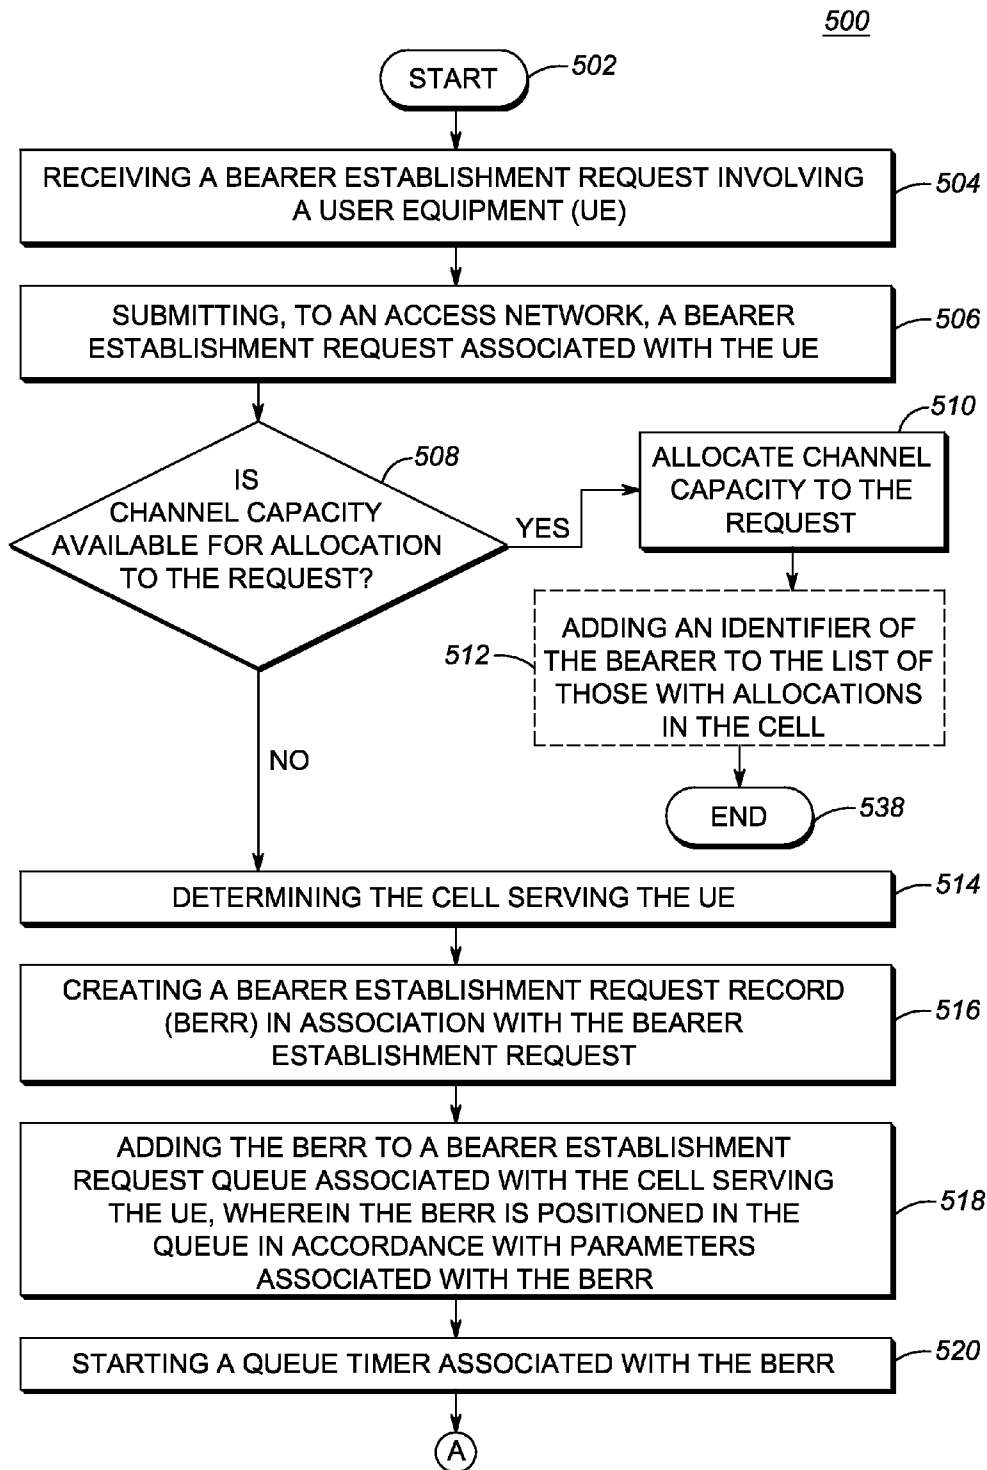 500
START
502
RECEIVING A BEARER ESTABLISHMENT REQUEST INVOLVING
A USER EQUIPMENT (UE)
504
SUBMITTING, TO AN ACCESS NETWORK, A BEARER
ESTABLISHMENT REQUEST ASSOCIATED WITH THE UE
506
IS
CHANNEL CAPACITY
AVAILABLE FOR ALLOCATION
TO THE REQUEST?
508
YES
510
ALLOCATE CHANNEL
CAPACITY TO THE
REQUEST
512
ADDING AN IDENTIFIER OF
THE BEARER TO THE LIST OF
THOSE WITH ALLOCATIONS
IN THE CELL
NO
END
538
DETERMINING THE CELL SERVING THE UE
514
CREATING A BEARER ESTABLISHMENT REQUEST RECORD
(BERR) IN ASSOCIATION WITH THE BEARER
ESTABLISHMENT REQUEST
516
ADDING THE BERR TO A BEARER ESTABLISHMENT
REQUEST QUEUE ASSOCIATED WITH THE CELL SERVING
THE UE, WHEREIN THE BERR IS POSITIONED IN THE
QUEUE IN ACCORDANCE WITH PARAMETERS
ASSOCIATED WITH THE BERR
518
STARTING A QUEUE TIMER ASSOCIATED WITH THE BERR
520
A